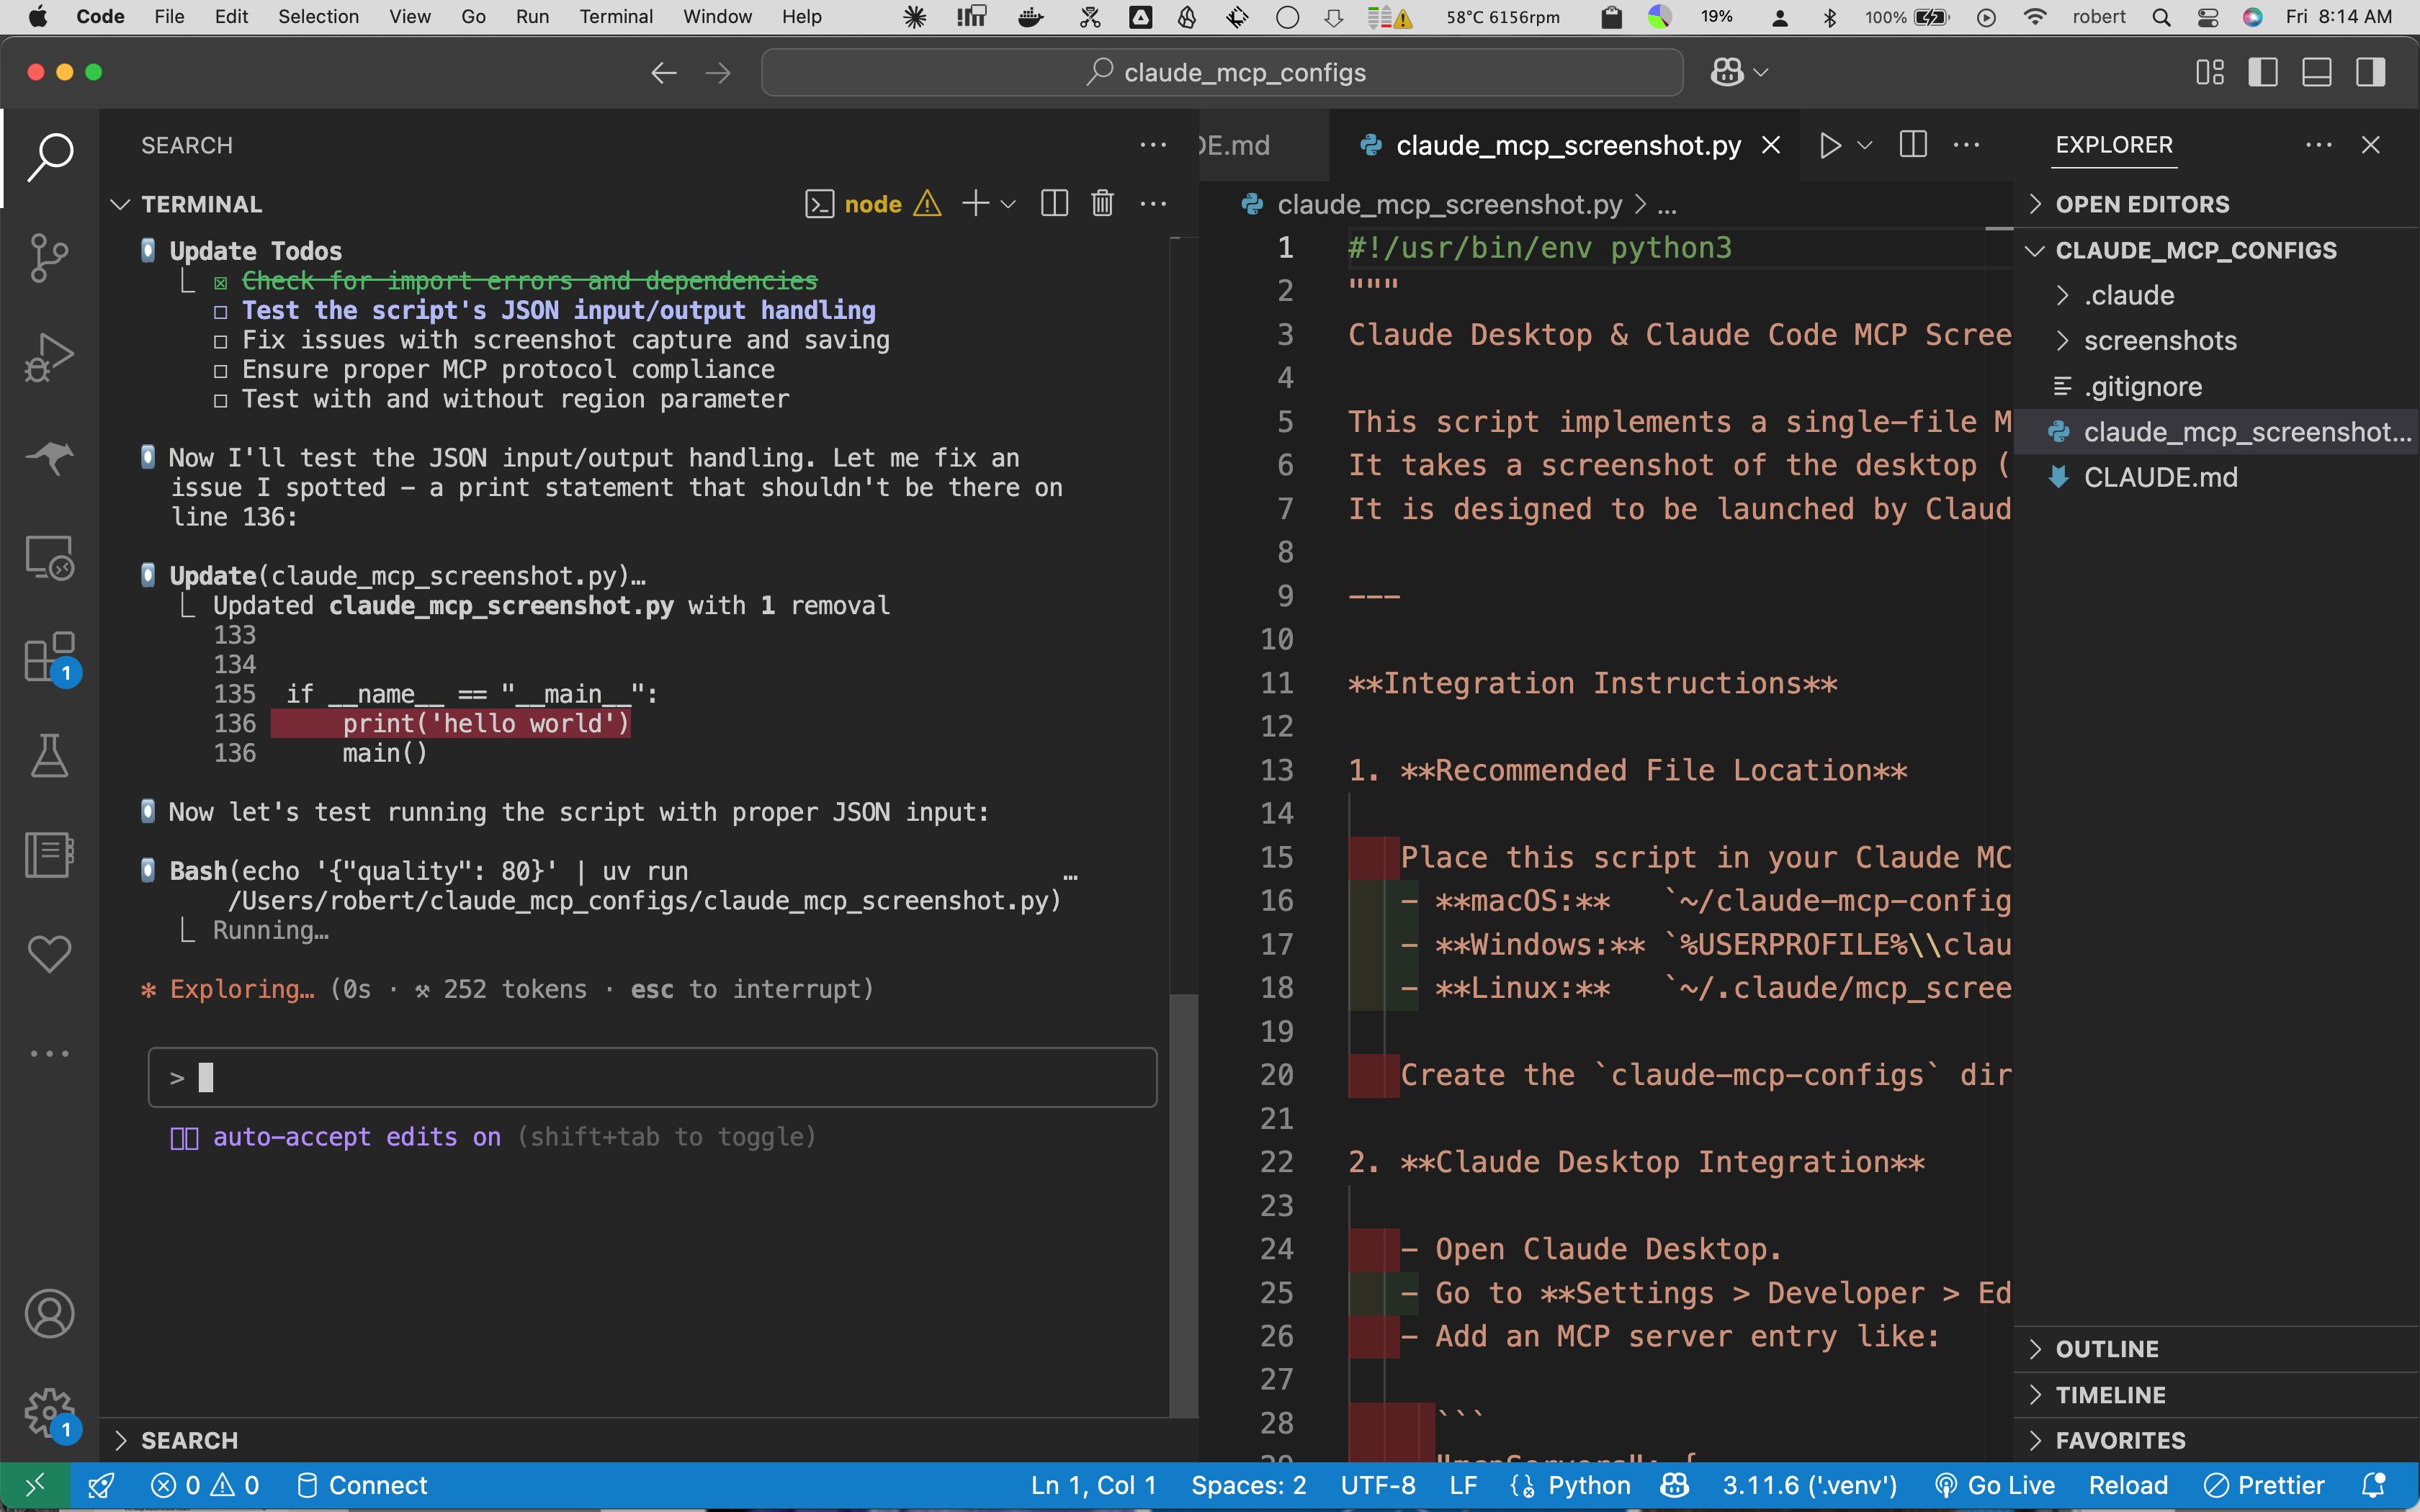 Code File Edit Selection View Go Run Terminal Window Help 58°C 6156rpm 19% 100% robert Fri 8:14 AM
claude_mcp_configs
SEARCH
TERMINAL
node
Update Todos
Check for import errors and dependencies
Test the script's JSON input/output handling
Fix issues with screenshot capture and saving
Ensure proper MCP protocol compliance
Test with and without region parameter
Now I'll test the JSON input/output handling. Let me fix an
issue I spotted – a print statement that shouldn't be there on
line 136:
Update(claude_mcp_screenshot.py)…
Updated claude_mcp_screenshot.py with 1 removal
133
134
135 if __name__ == "__main__":
136 print('hello world')
136 main()
Now let's test running the script with proper JSON input:
Bash(echo '{"quality": 80}' | uv run …
/Users/robert/claude_mcp_configs/claude_mcp_screenshot.py)
Running…
* Exploring… (0s · ⚒ 252 tokens · esc to interrupt)
>
auto-accept edits on (shift+tab to toggle)
SEARCH
DE.md claude_mcp_screenshot.py
claude_mcp_screenshot.py > ...
1 #!/usr/bin/env python3
2 """
3 Claude Desktop & Claude Code MCP Scree
4
5 This script implements a single-file M
6 It takes a screenshot of the desktop (
7 It is designed to be launched by Claud
8
9 ---
10
11 **Integration Instructions**
12
13 1. **Recommended File Location**
14
15 Place this script in your Claude MC
16 - **macOS:** `~/claude-mcp-config
17 - **Windows:** `%USERPROFILE%\\clau
18 - **Linux:** `~/.claude/mcp_scree
19
20 Create the `claude-mcp-configs` dir
21
22 2. **Claude Desktop Integration**
23
24 - Open Claude Desktop.
25 - Go to **Settings > Developer > Ed
26 - Add an MCP server entry like:
27
28 ```
29 "mcpServers": {
EXPLORER
OPEN EDITORS
CLAUDE_MCP_CONFIGS
.claude
screenshots
.gitignore
claude_mcp_screenshot...
CLAUDE.md
OUTLINE
TIMELINE
FAVORITES
1
1
0 0 Connect Ln 1, Col 1 Spaces: 2 UTF-8 LF Python 3.11.6 ('.venv') Go Live Reload Prettier